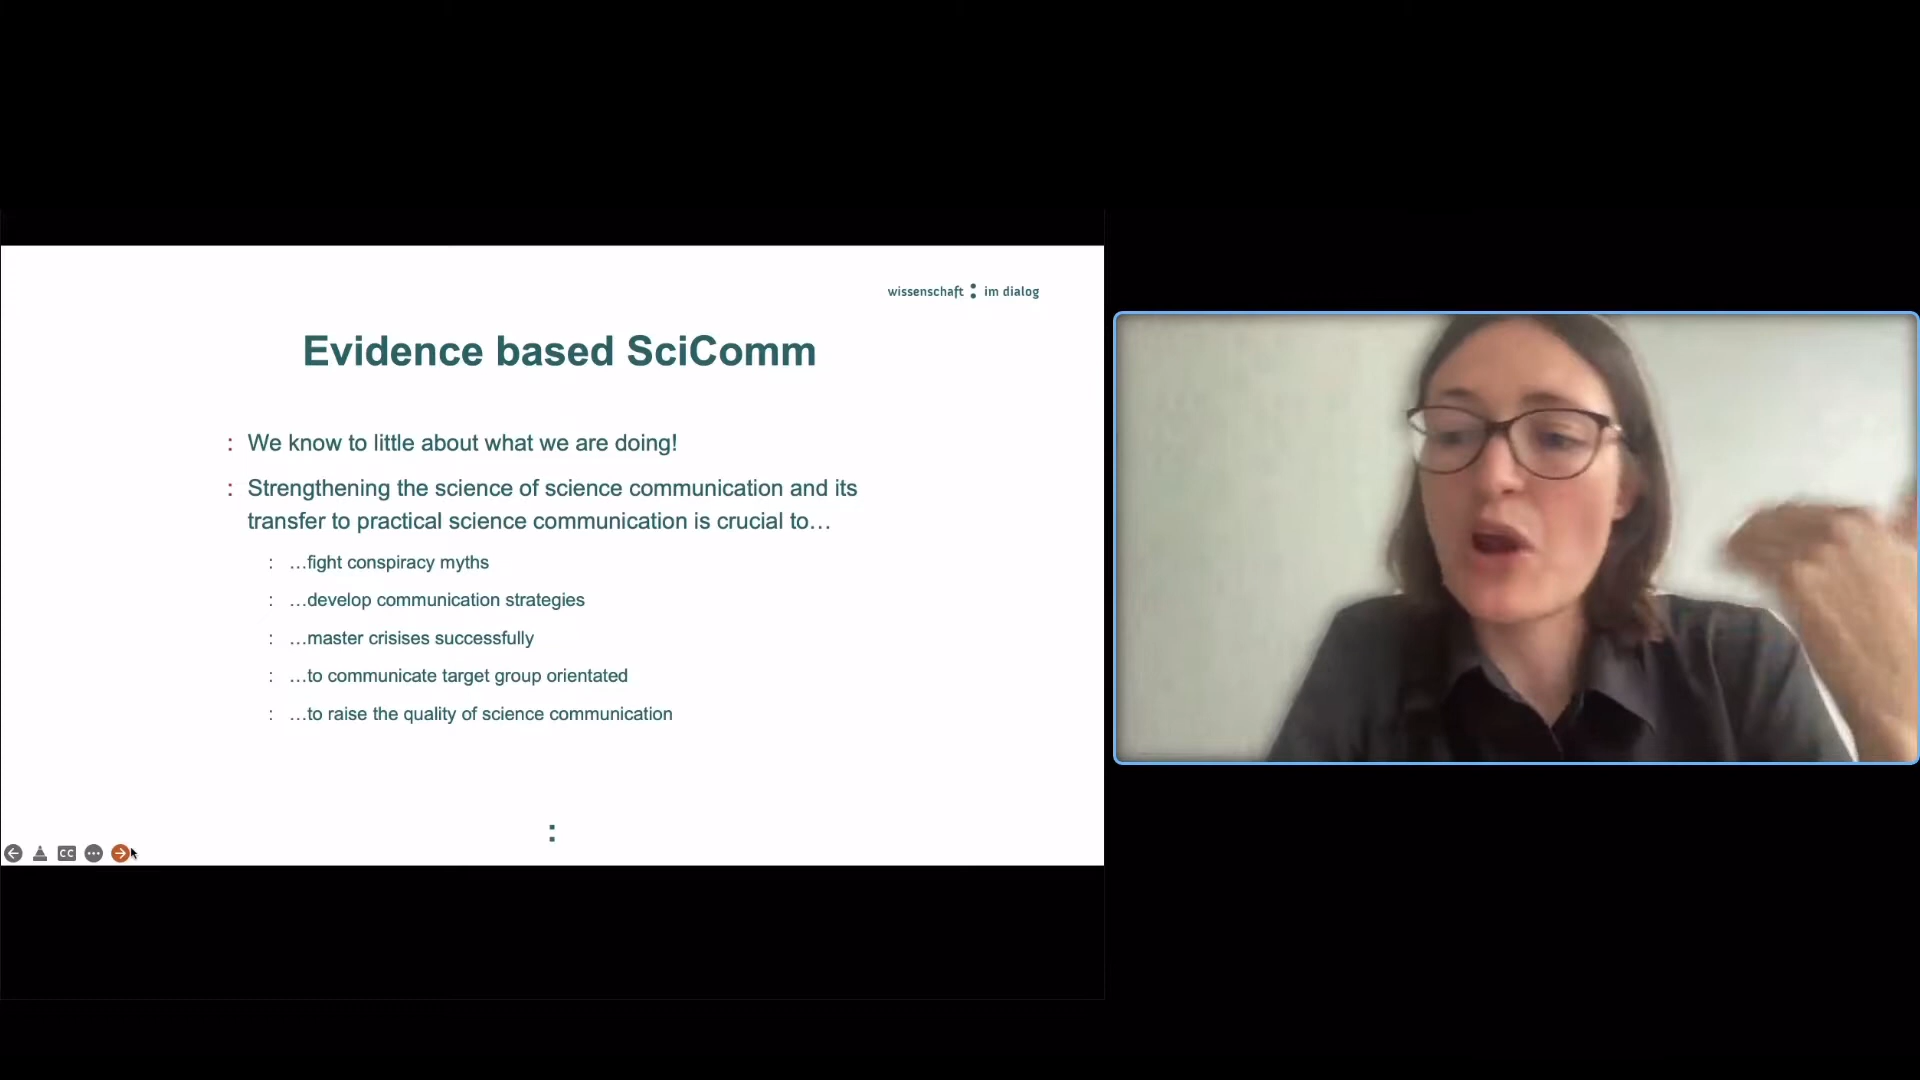 wissenschaft : im dialog
Evidence based SciComm
: We know to little about what we are doing!
: Strengthening the science of science communication and its
transfer to practical science communication is crucial to…
: …fight conspiracy myths
: …develop communication strategies
: …master crisises successfully
: …to communicate target group orientated
: …to raise the quality of science communication
:
CC